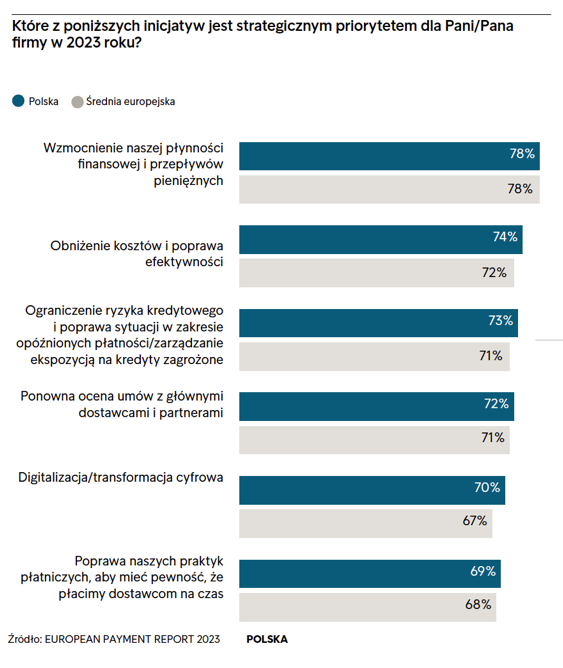 Które z poniższych inicjatyw jest strategicznym priorytetem dla Pani/Pana
firmy w 2023 roku?
Polska
Średnia europejska
Wzmocnienie naszej płynności
finansowej i przepływów
pieniężnych
78%
78%
Obniżenie kosztów i poprawa
efektywności
74%
72%
Ograniczenie ryzyka kredytowego
i poprawa sytuacji w zakresie
opóźnionych płatności/zarządzanie
ekspozycją na kredyty zagrożone
73%
71%
Ponowna ocena umów z głównymi
dostawcami i partnerami
72%
71%
Digitalizacja/transformacja cyfrowa
70%
67%
Poprawa naszych praktyk
płatniczych, aby mieć pewność, że
płacimy dostawcom na czas
69%
68%
Źródło: EUROPEAN PAYMENT REPORT 2023 POLSKA